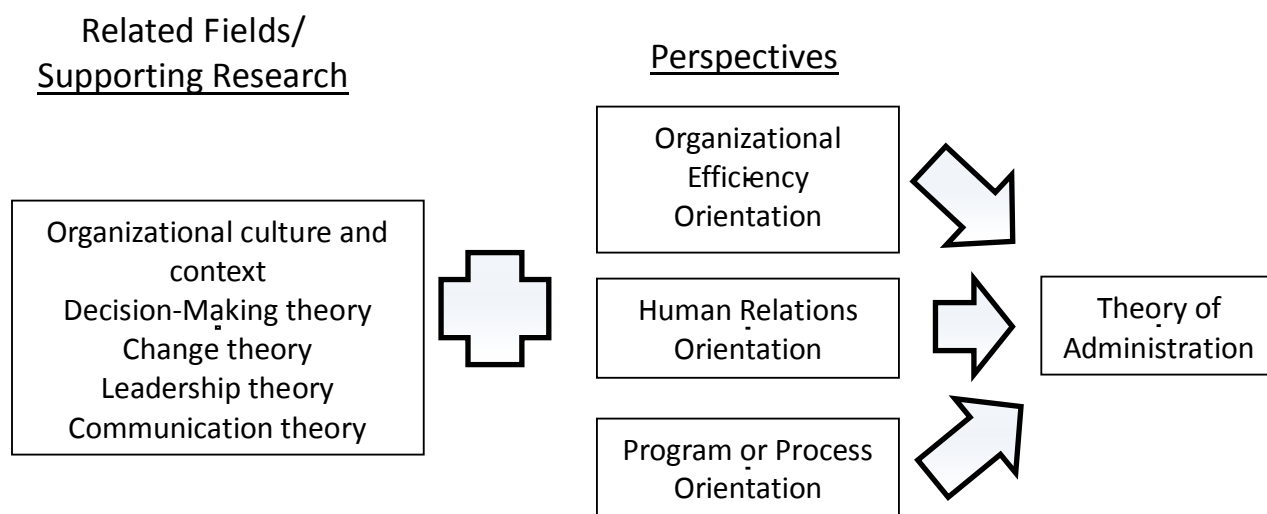 Related Fields/
Supporting Research
Organizational culture and
context
Decision-Making theory
Change theory
Leadership theory
Communication theory
Perspectives
Organizational
Efficiency
Orientation
Human Relations
Orientation
Program or Process
Orientation
Theory of
Administration